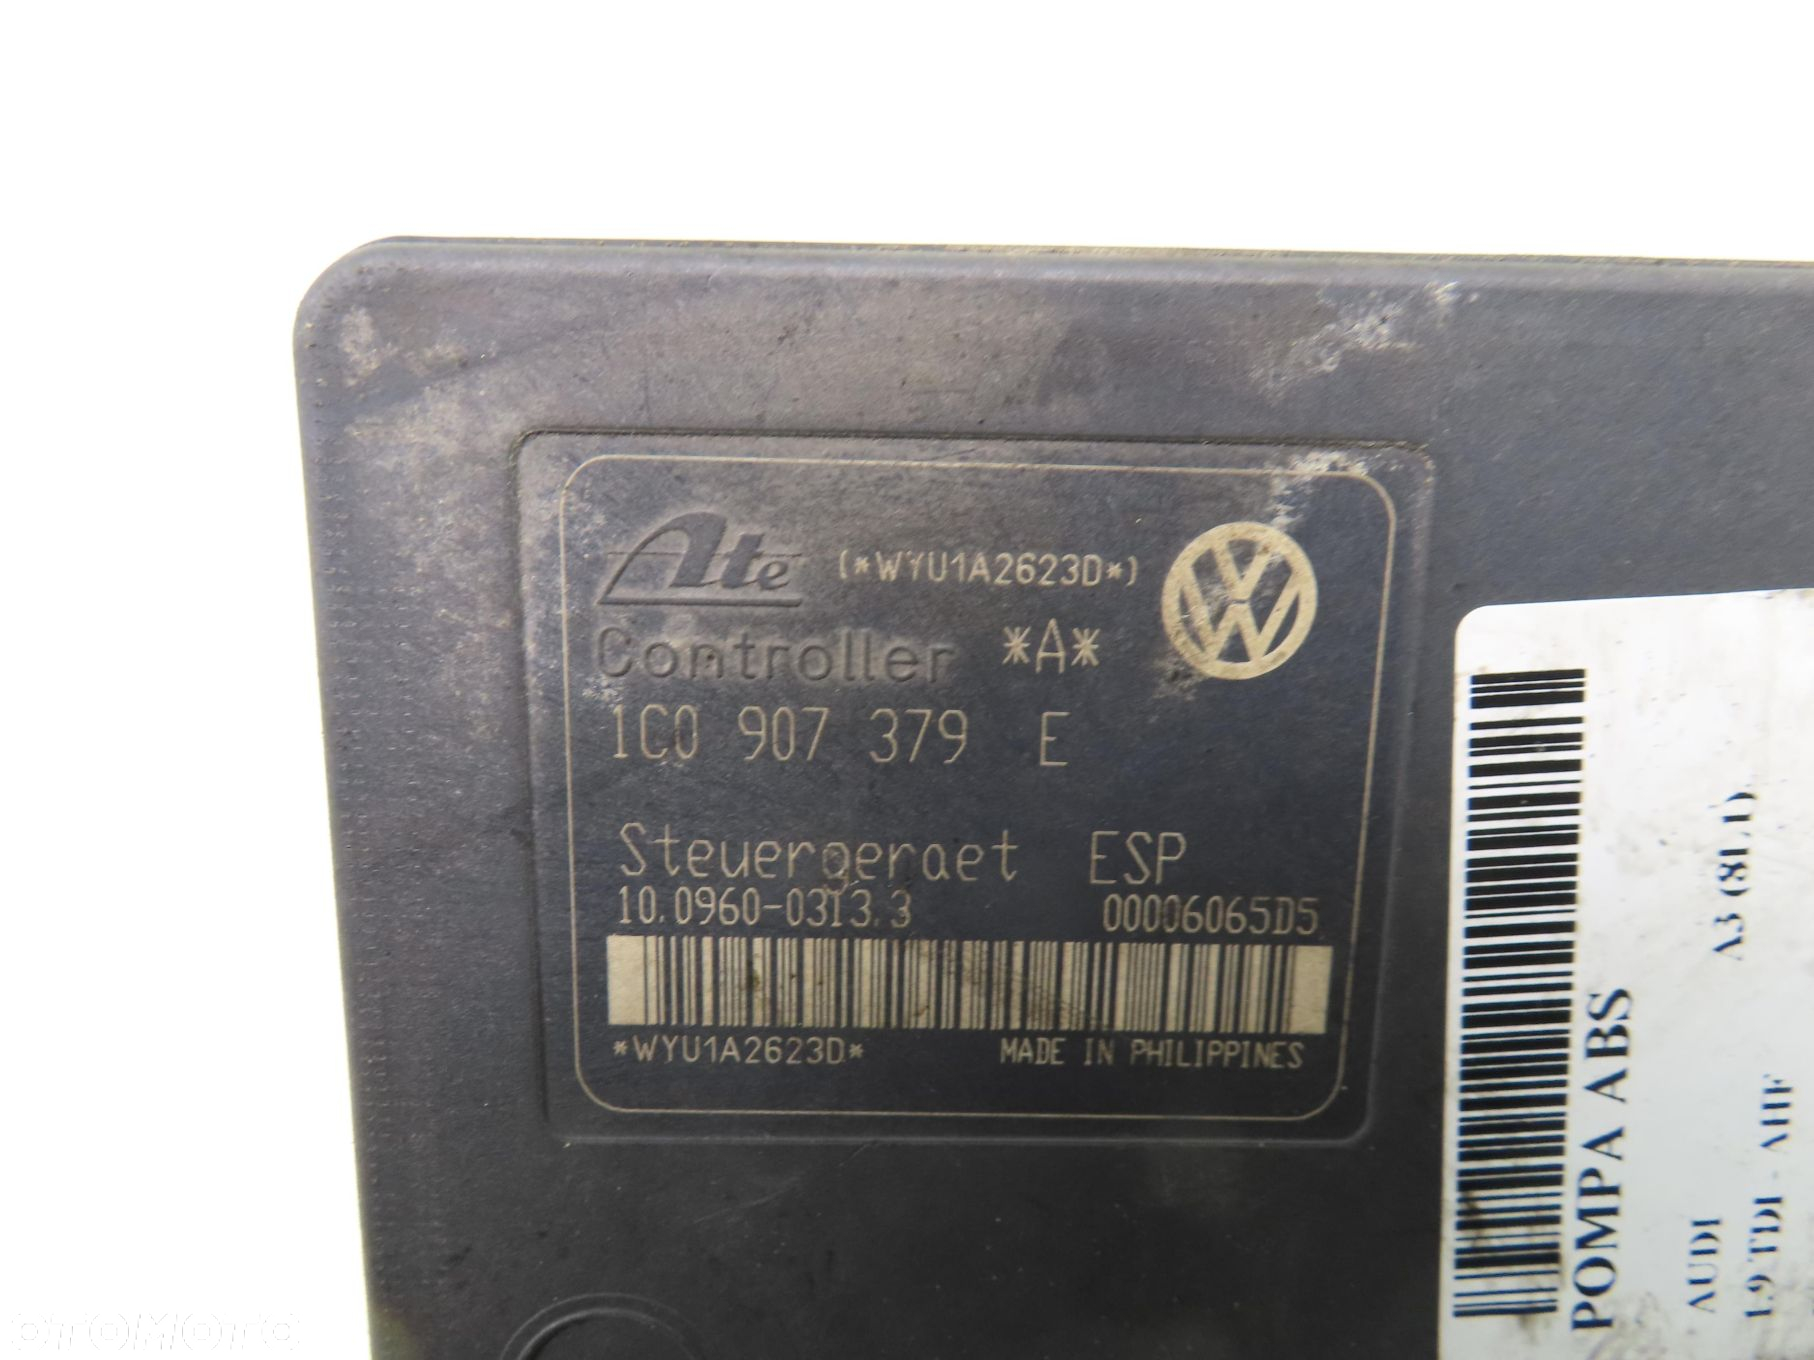 Ate (*WYU1A2623D*)
Controller *A*
1C0 907 379 E
Steuergeraet ESP
10.0960-0313.3 00006065D5
*WYU1A2623D* MADE IN PHILIPPINES
POMPA ABS
AUDI A3 (8L1)
1.9 TDI - AHF
OTOMOTO